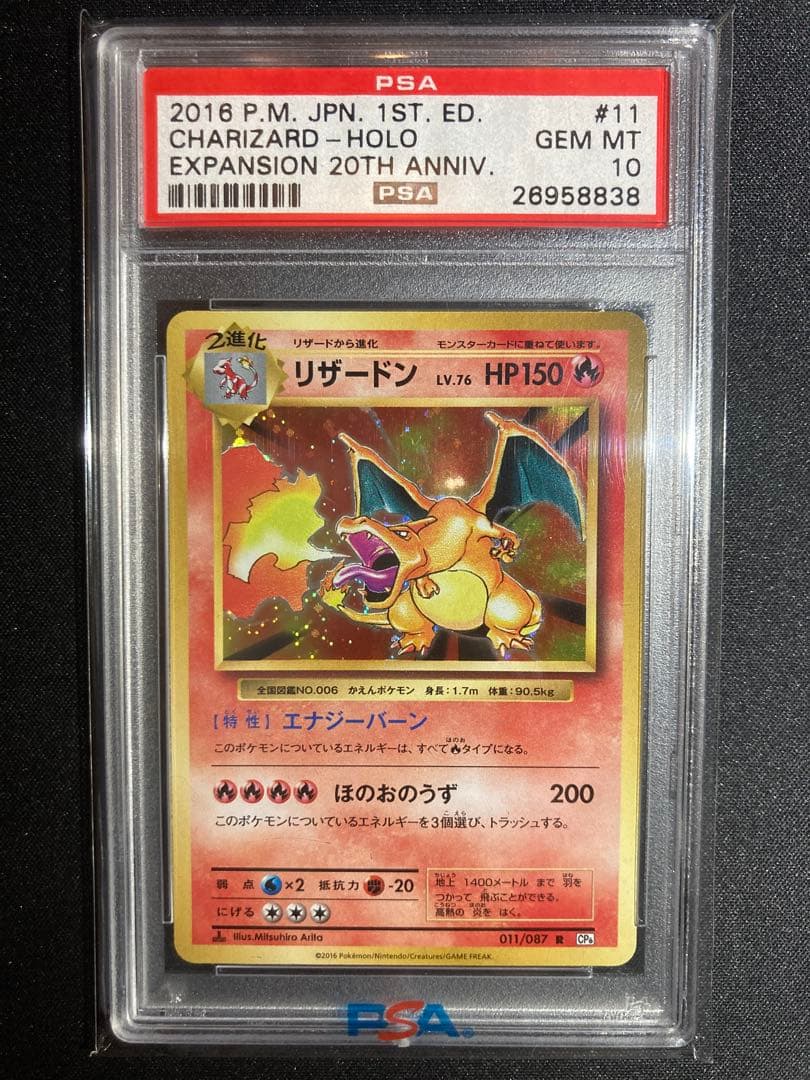 PSA
2016 P.M. JPN. 1ST. ED. #11
CHARIZARD-HOLO GEM MT
EXPANSION 20TH ANNIV. 10
PSA 26958838
2進化 リザードから進化 モンスターカードに重ねて使います。
リザードン LV.76 HP150
全国図鑑NO.006 かえんポケモン 身長:1.7m 体重:90.5kg
[特性] エナジーバーン
このポケモンについているエネルギーは、すべてタイプになる。
ほのおのうず 200
このポケモンについているエネルギーを3個選び、トラッシュする。
弱点 ×2 抵抗力 -20
にげる
地上 1400メートル まで 羽を
つかって 飛ぶことができる。
高熱の 炎を はく。
Illus.Mitsuhiro Arita 011/087 R CP6
©2016 Pokémon/Nintendo/Creatures/GAME FREAK.
PSA